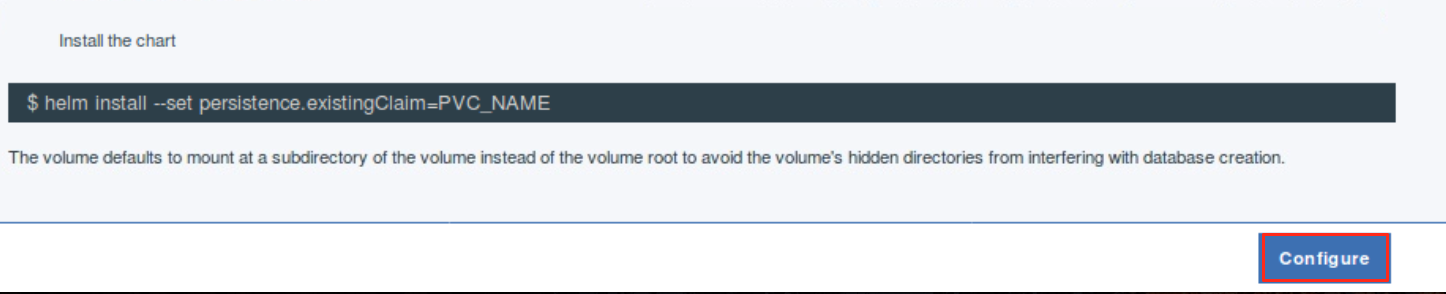 Install the chart
$ helm install --set persistence.existingClaim=PVC_NAME
The volume defaults to mount at a subdirectory of the volume instead of the volume root to avoid the volume's hidden directories from interfering with database creation.
Configure